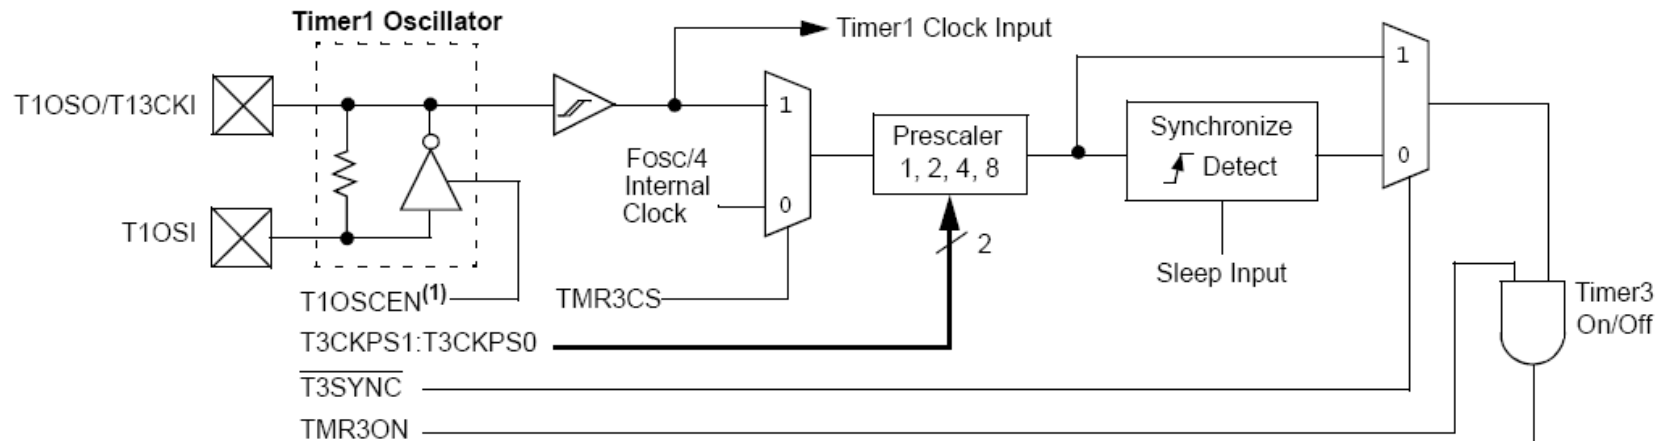 Timer1 Oscillator
Timer1 Clock Input
T1OSO/T13CKI
1
1
Prescaler
1, 2, 4, 8
Synchronize
Detect
0
FOSC/4
Internal
Clock
0
T1OSI
2
Sleep Input
T1OSCEN(1)
TMR3CS
Timer3
On/Off
T3CKPS1:T3CKPS0
T3SYNC
TMR3ON